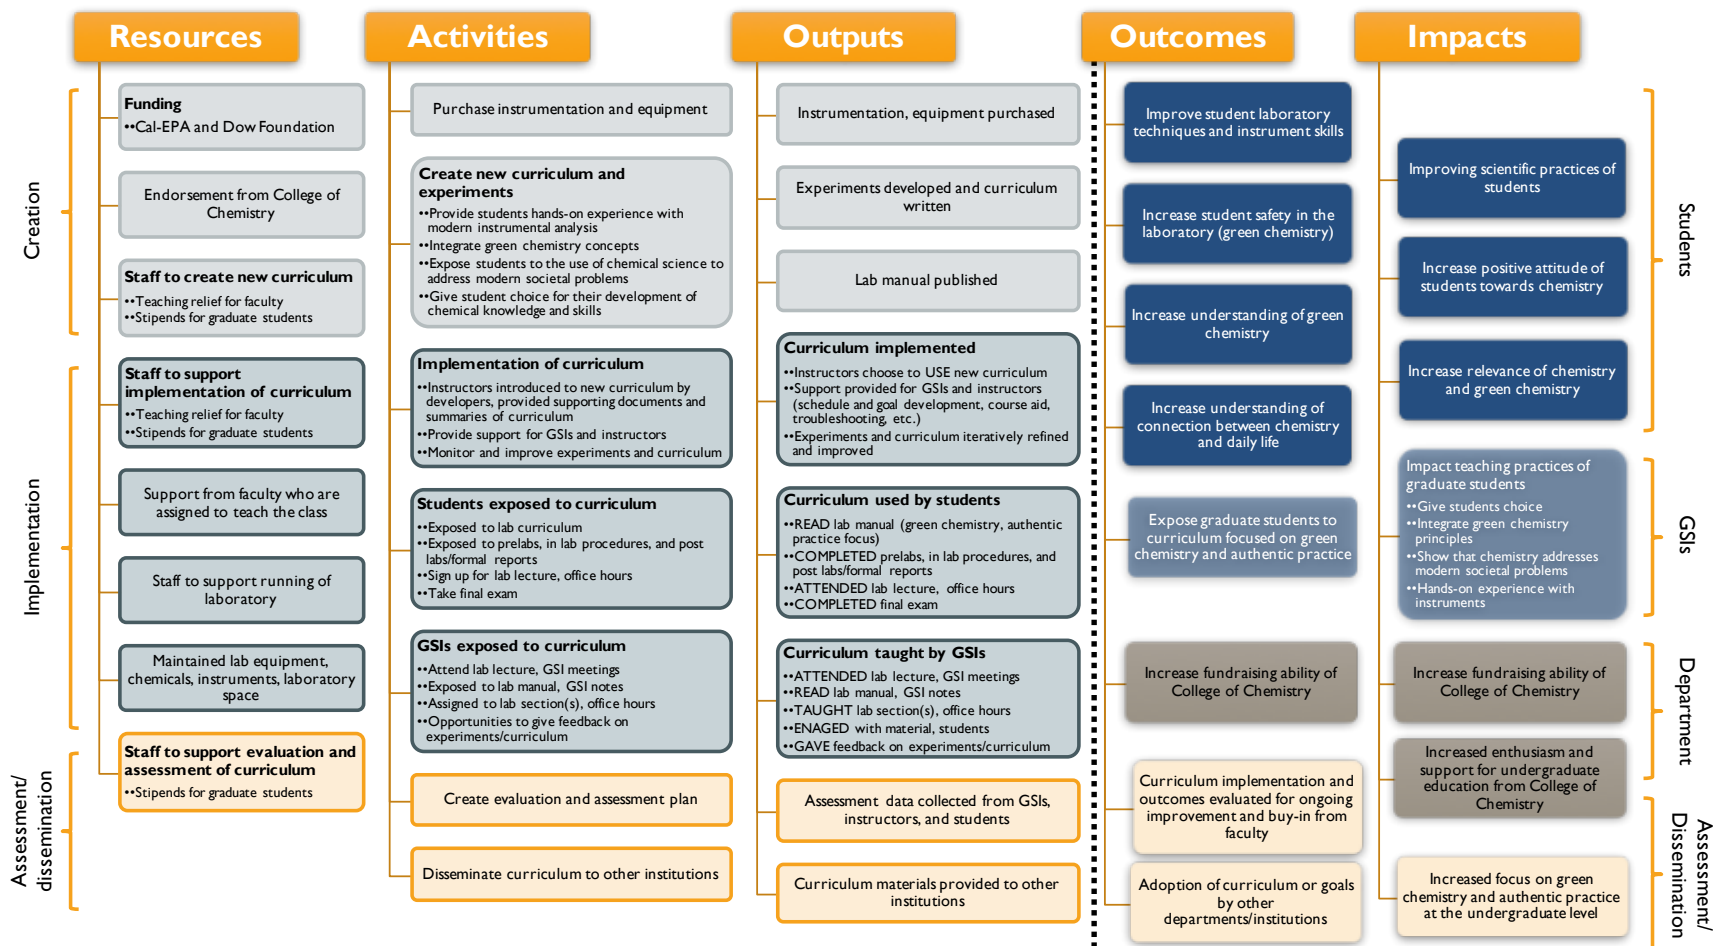 Resources
Activities
Outputs
Outcomes
Impacts
Creation
Implementation
Assessment/
dissemination
Funding
••Cal-EPA and Dow Foundation
Endorsement from College of
Chemistry
Staff to create new curriculum
••Teaching relief for faculty
••Stipends for graduate students
Staff to support
implementation of curriculum
••Teaching relief for faculty
••Stipends for graduate students
Support from faculty who are
assigned to teach the class
Staff to support running of
laboratory
Maintained lab equipment,
chemicals, instruments, laboratory
space
Staff to support evaluation and
assessment of curriculum
••Stipends for graduate students
Purchase instrumentation and equipment
Create new curriculum and
experiments
••Provide students hands-on experience with
modern instrumental analysis
••Integrate green chemistry concepts
••Expose students to the use of chemical science to
address modern societal problems
••Give student choice for their development of
chemical knowledge and skills
Implementation of curriculum
••Instructors introduced to new curriculum by
developers, provided supporting documents and
summaries of curriculum
••Provide support for GSIs and instructors
••Monitor and improve experiments and curriculum
Students exposed to curriculum
••Exposed to lab curriculum
••Exposed to prelabs, in lab procedures, and post
labs/formal reports
••Sign up for lab lecture, office hours
••Take final exam
GSIs exposed to curriculum
••Attend lab lecture, GSI meetings
••Exposed to lab manual, GSI notes
••Assigned to lab section(s), office hours
••Opportunities to give feedback on
experiments/curriculum
Create evaluation and assessment plan
Disseminate curriculum to other institutions
Instrumentation, equipment purchased
Experiments developed and curriculum
written
Lab manual published
Curriculum implemented
••Instructors choose to USE new curriculum
••Support provided for GSIs and instructors
(schedule and goal development, course aid,
troubleshooting, etc.)
••Experiments and curriculum iteratively refined
and improved
Curriculum used by students
••READ lab manual (green chemistry, authentic
practice focus)
••COMPLETED prelabs, in lab procedures, and
post labs/formal reports
••ATTENDED lab lecture, office hours
••COMPLETED final exam
Curriculum taught by GSIs
••ATTENDED lab lecture, GSI meetings
••READ lab manual, GSI notes
••TAUGHT lab section(s), office hours
••ENAGED with material, students
••GAVE feedback on experiments/curriculum
Assessment data collected from GSIs,
instructors, and students
Curriculum materials provided to other
institutions
Improve student laboratory
techniques and instrument skills
Increase student safety in the
laboratory (green chemistry)
Increase understanding of green
chemistry
Increase understanding of
connection between chemistry
and daily life
Expose graduate students to
curriculum focused on green
chemistry and authentic practice
Increase fundraising ability of
College of Chemistry
Curriculum implementation and
outcomes evaluated for ongoing
improvement and buy-in from
faculty
Adoption of curriculum or goals
by other
departments/institutions
Improving scientific practices of
students
Increase positive attitude of
students towards chemistry
Increase relevance of chemistry
and green chemistry
Impact teaching practices of
graduate students
••Give students choice
••Integrate green chemistry
principles
••Show that chemistry addresses
modern societal problems
••Hands-on experience with
instruments
Increase fundraising ability of
College of Chemistry
Increased enthusiasm and
support for undergraduate
education from College of
Chemistry
Increased focus on green
chemistry and authentic practice
at the undergraduate level
Students
GSIs
Department
Assessment/
Dissemination